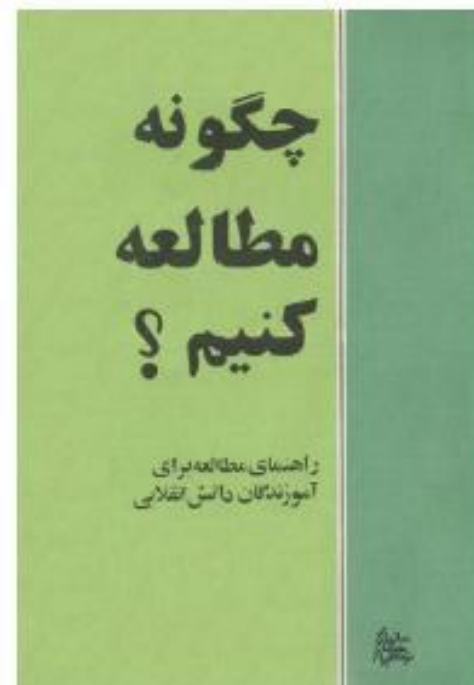 چگونه
مطالعه
کنیم ؟
راهنمای مطالعه برای
آموزندگان دانش انقلابی